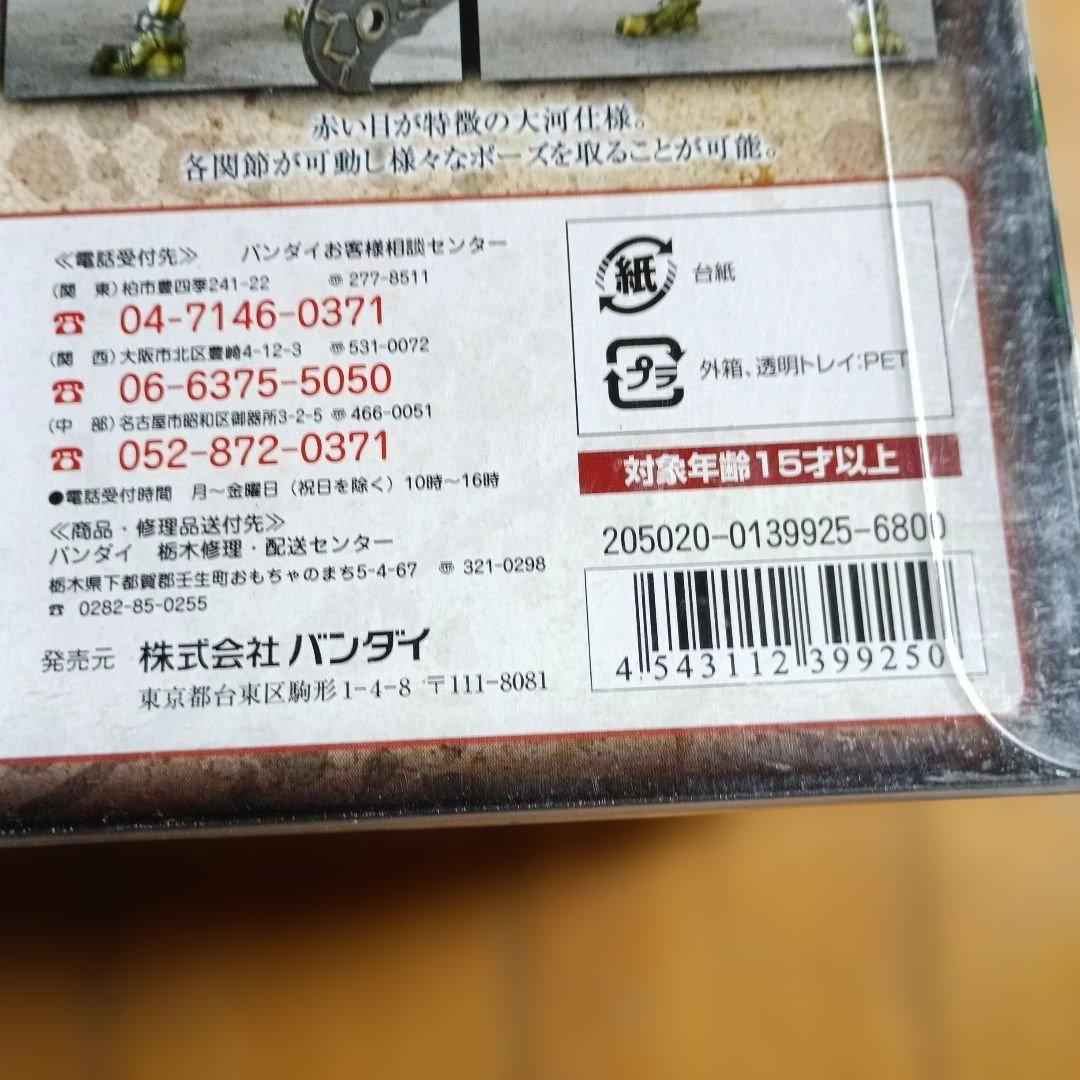 赤い目が特徴の大河仕様。
各関節が可動し様々なポーズを取ることが可能。
≪電話受付先≫　バンダイお客様相談センター
(関　東)柏市豊四季241-22　〠277-8511
☎ 04-7146-0371
(関　西)大阪市北区豊崎4-12-3　〠531-0072
☎ 06-6375-5050
(中　部)名古屋市昭和区御器所3-2-5 〠466-0051
☎ 052-872-0371
●電話受付時間　月～金曜日（祝日を除く）10時～16時
≪商品・修理品送付先≫
バンダイ　栃木修理・配送センター
栃木県下都賀郡壬生町おもちゃのまち5-4-67　〠 321-0298
☎ 0282-85-0255
発売元　株式会社 バンダイ
東京都台東区駒形1-4-8 〒111-8081
紙 台紙
プラ 外箱、透明トレイ:PET
対象年齢15才以上
205020-0139925-6800
4 543112 399250